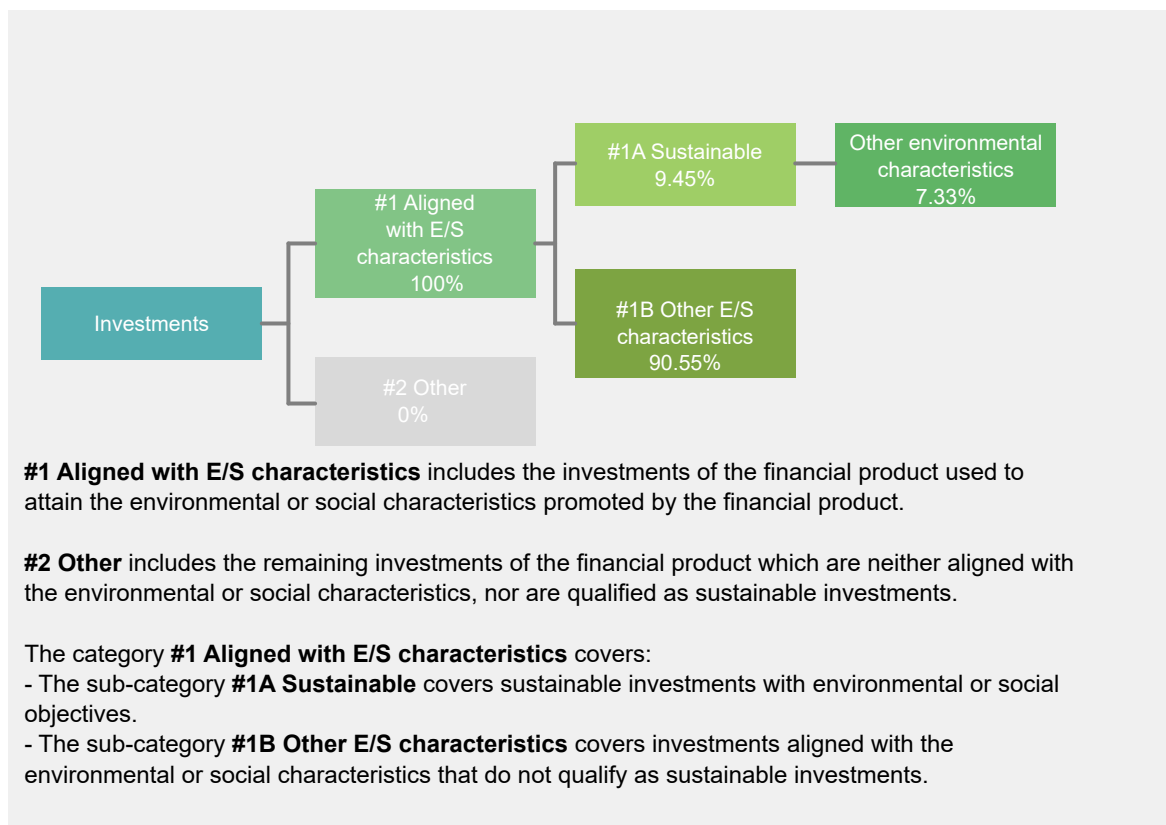 #1A Sustainable
9.45%
Other environmental
characteristics
7.33%
#1 Aligned
with E/S
characteristics
100%
#1B Other E/S
characteristics
90.55%
Investments
#2 Other
0%
#1 Aligned with E/S characteristics includes the investments of the financial product used to
attain the environmental or social characteristics promoted by the financial product.
#2 Other includes the remaining investments of the financial product which are neither aligned with
the environmental or social characteristics, nor are qualified as sustainable investments.
The category #1 Aligned with E/S characteristics covers:
- The sub-category #1A Sustainable covers sustainable investments with environmental or social
objectives.
- The sub-category #1B Other E/S characteristics covers investments aligned with the
environmental or social characteristics that do not qualify as sustainable investments.